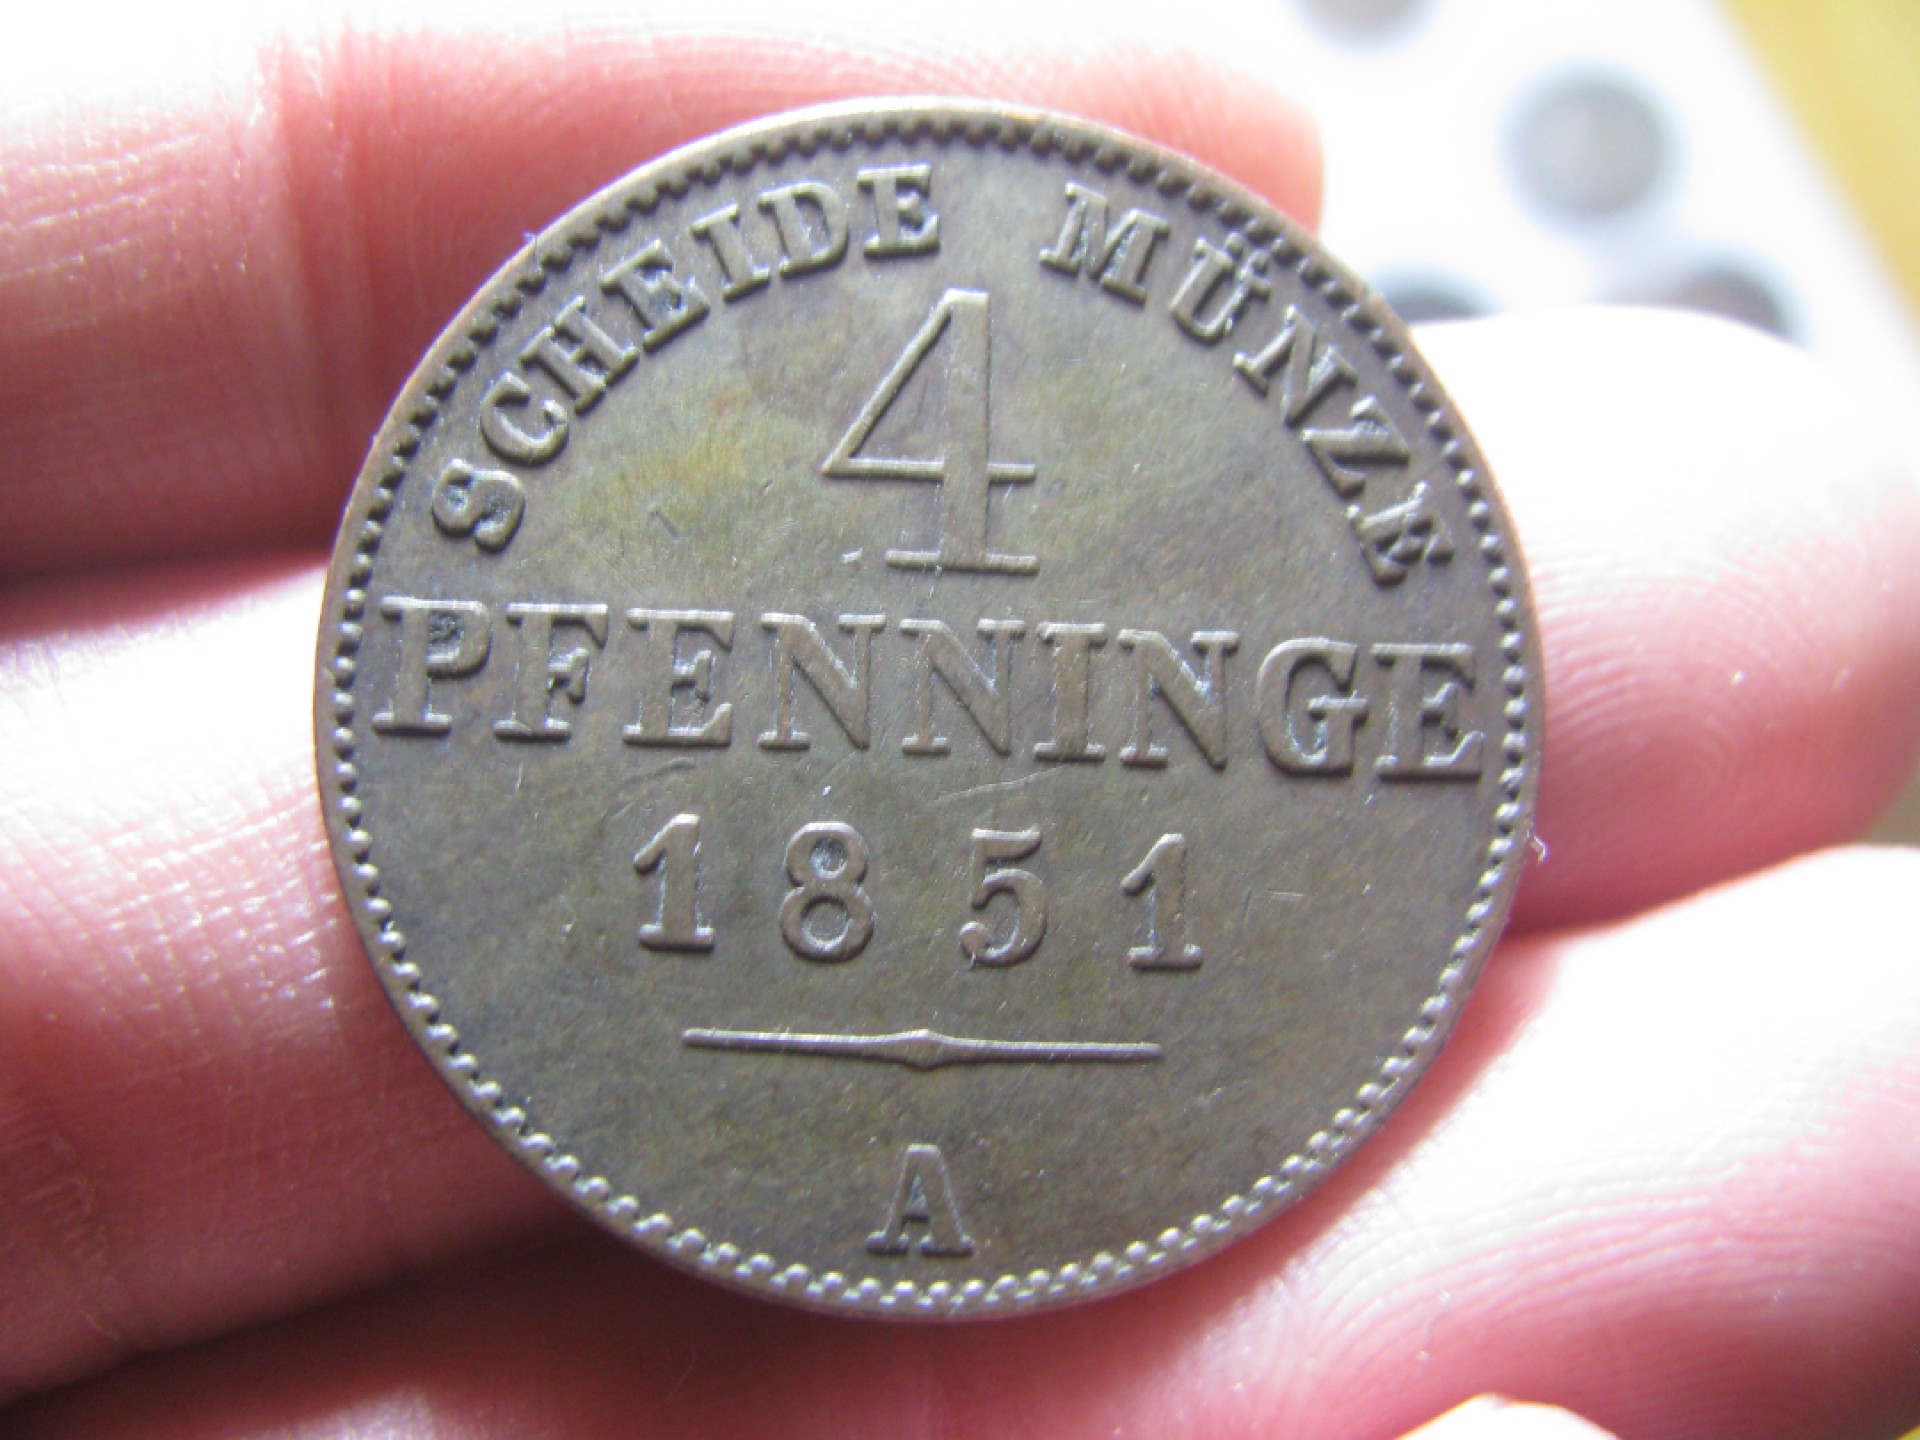 SCHEIDE MÜNZE
4
PFENNINGE
1851
A